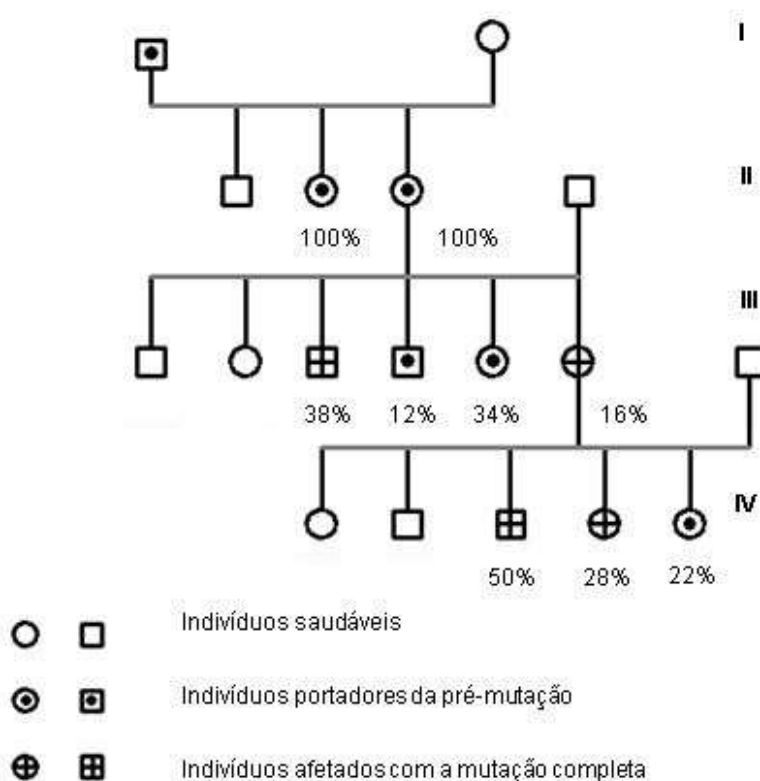 I
II
100% 100%
III
38% 12% 34% 16%
IV
50% 28% 22%
Indivíduos saudáveis
Indivíduos portadores da pré-mutação
Indivíduos afetados com a mutação completa